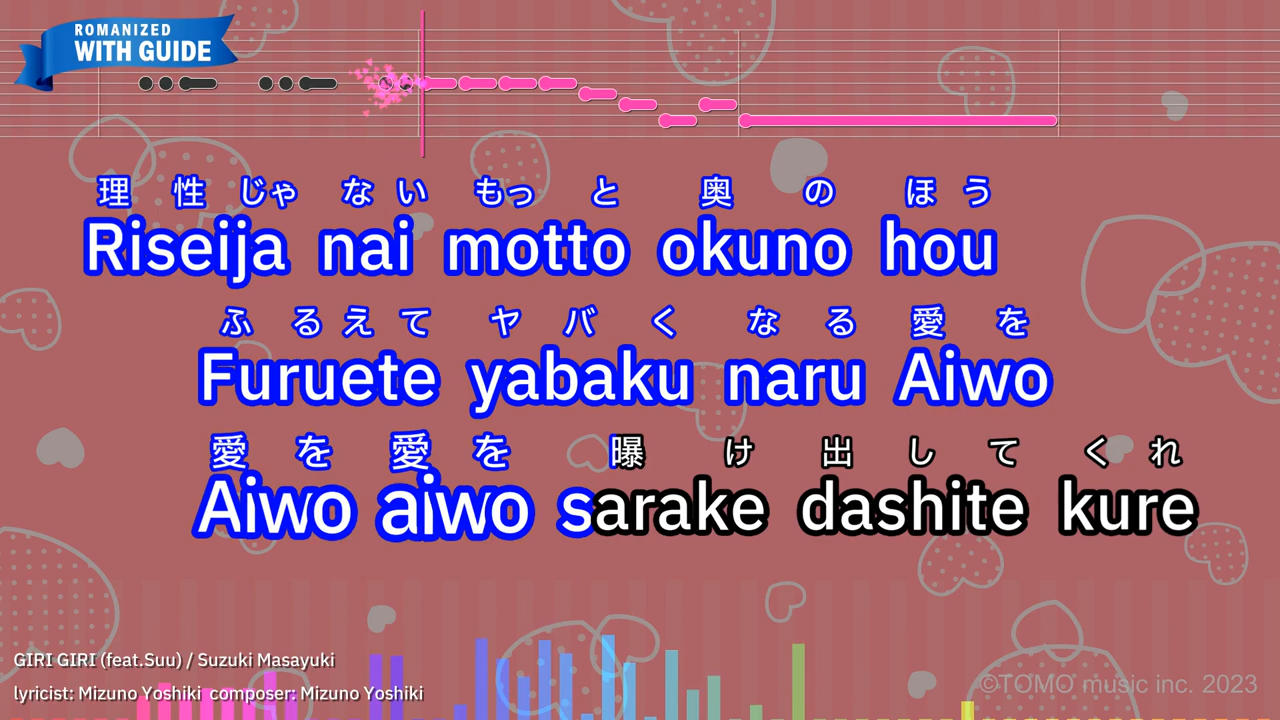 ROMANIZED
WITH GUIDE
理性じゃない もっと 奥の ほう
Riseija nai motto okuno hou
ふるえて ヤバく なる 愛を
Furuete yabaku naru Aiwo
愛を 愛を 曝け 出して くれ
Aiwo aiwo sarake dashite kure
GIRI GIRI (feat.Suu) / Suzuki Masayuki
lyricist: Mizuno Yoshiki composer: Mizuno Yoshiki
©TOMO music inc. 2023